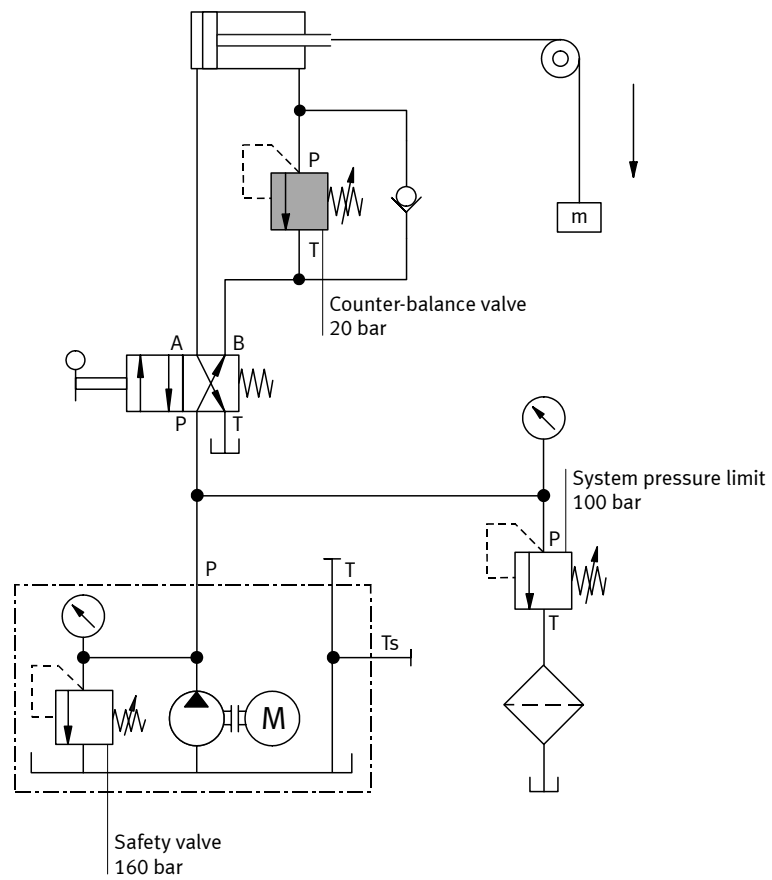 m
P
T
Counter-balance valve
20 bar
A
B
P
T
System pressure limit
100 bar
P
T
P
T
Ts
M
Safety valve
160 bar